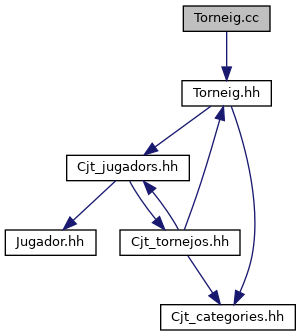 Torneig.cc
Torneig.hh
Cjt_jugadors.hh
Jugador.hh
Cjt_tornejos.hh
Cjt_categories.hh